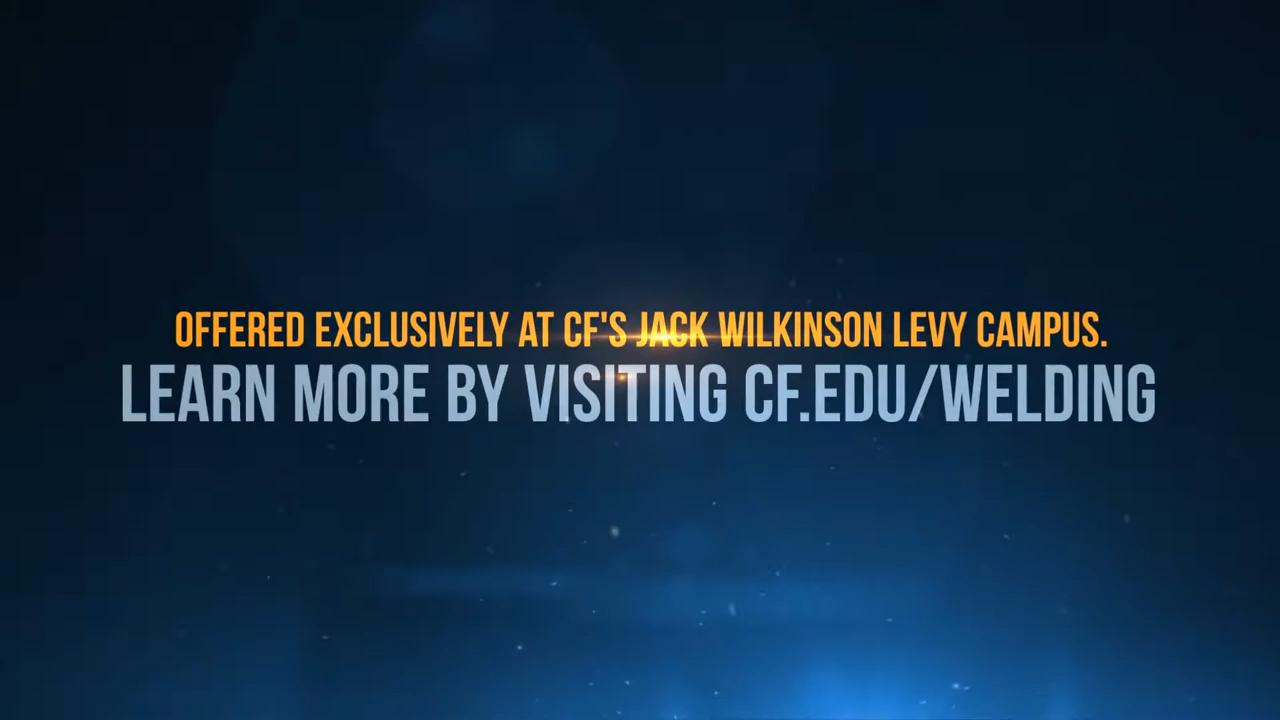 OFFERED EXCLUSIVELY AT CF'S JACK WILKINSON LEVY CAMPUS.
LEARN MORE BY VISITING CF.EDU/WELDING